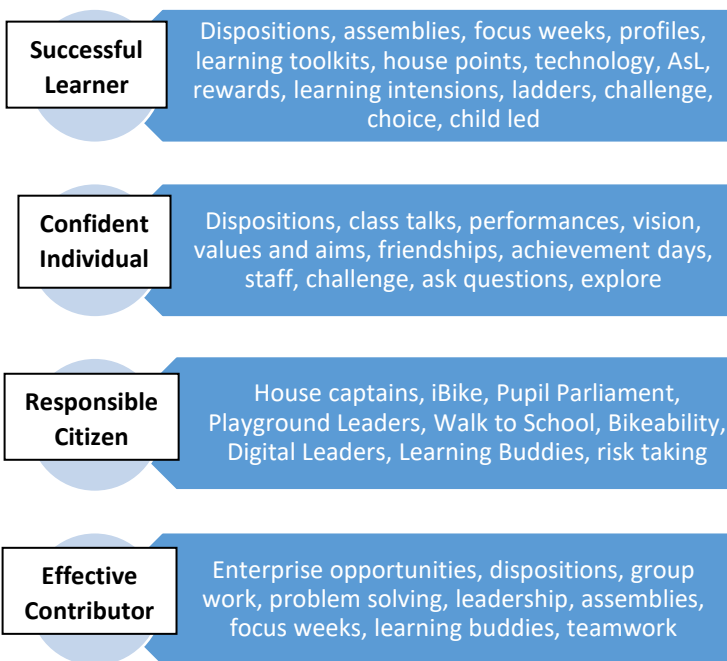 Successful
Learner
Dispositions, assemblies, focus weeks, profiles,
learning toolkits, house points, technology, AsL,
rewards, learning intensions, ladders, challenge,
choice, child led
Confident
Individual
Dispositions, class talks, performances, vision,
values and aims, friendships, achievement days,
staff, challenge, ask questions, explore
Responsible
Citizen
House captains, iBike, Pupil Parliament,
Playground Leaders, Walk to School, Bikeability,
Digital Leaders, Learning Buddies, risk taking
Effective
Contributor
Enterprise opportunities, dispositions, group
work, problem solving, leadership, assemblies,
focus weeks, learning buddies, teamwork